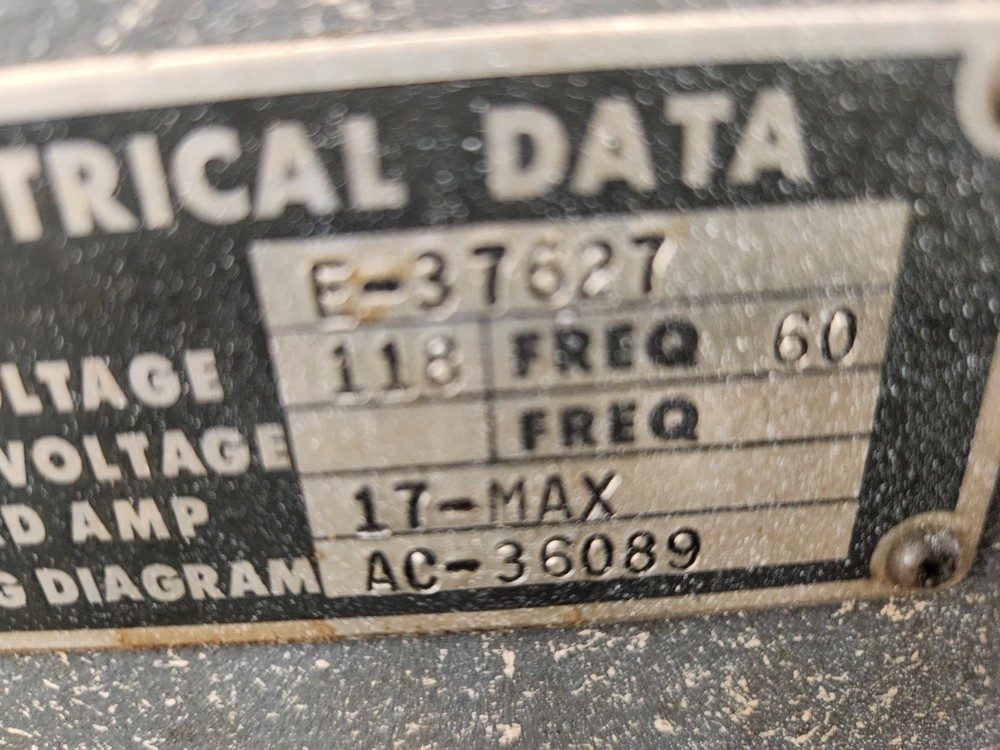 TRICAL DATA
E-37627
LTAGE 118 FREQ 60
VOLTAGE FREQ
D AMP 17-MAX
G DIAGRAM AC-36089